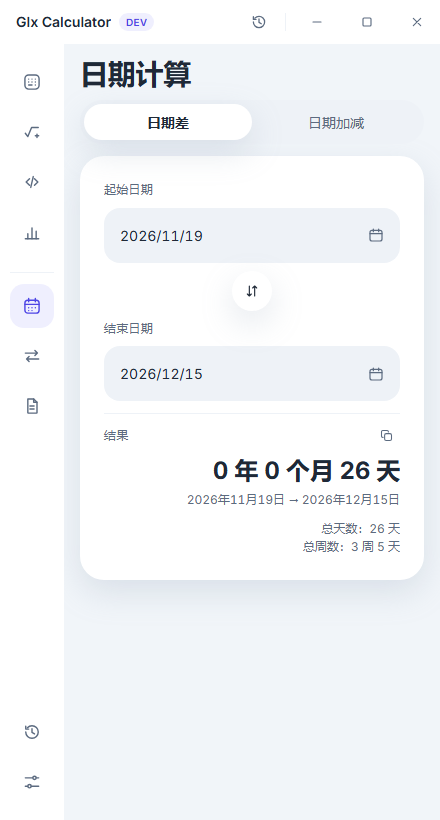 Glx Calculator DEV
日期计算
日期差 日期加减
起始日期
2026/11/19
结束日期
2026/12/15
结果
0 年 0 个月 26 天
2026年11月19日 → 2026年12月15日
总天数：26 天
总周数：3 周 5 天